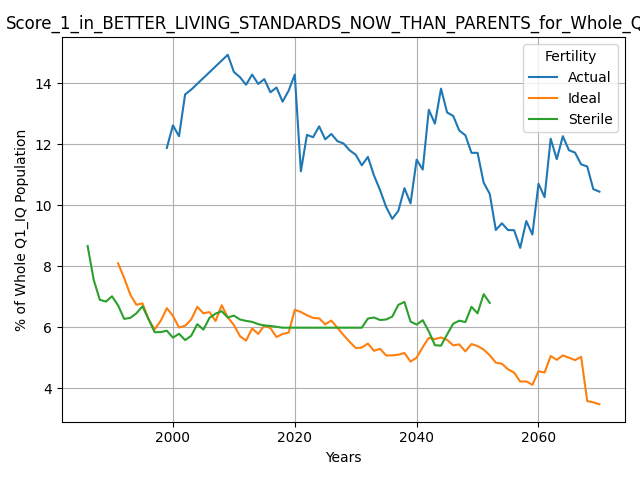 Score_1_in_BETTER_LIVING_STANDARDS_NOW_THAN_PARENTS_for_Whole_Q
Fertility
Actual
Ideal
Sterile
% of Whole Q1_IQ Population
14
12
10
8
6
4
2000 2020 2040 2060
Years